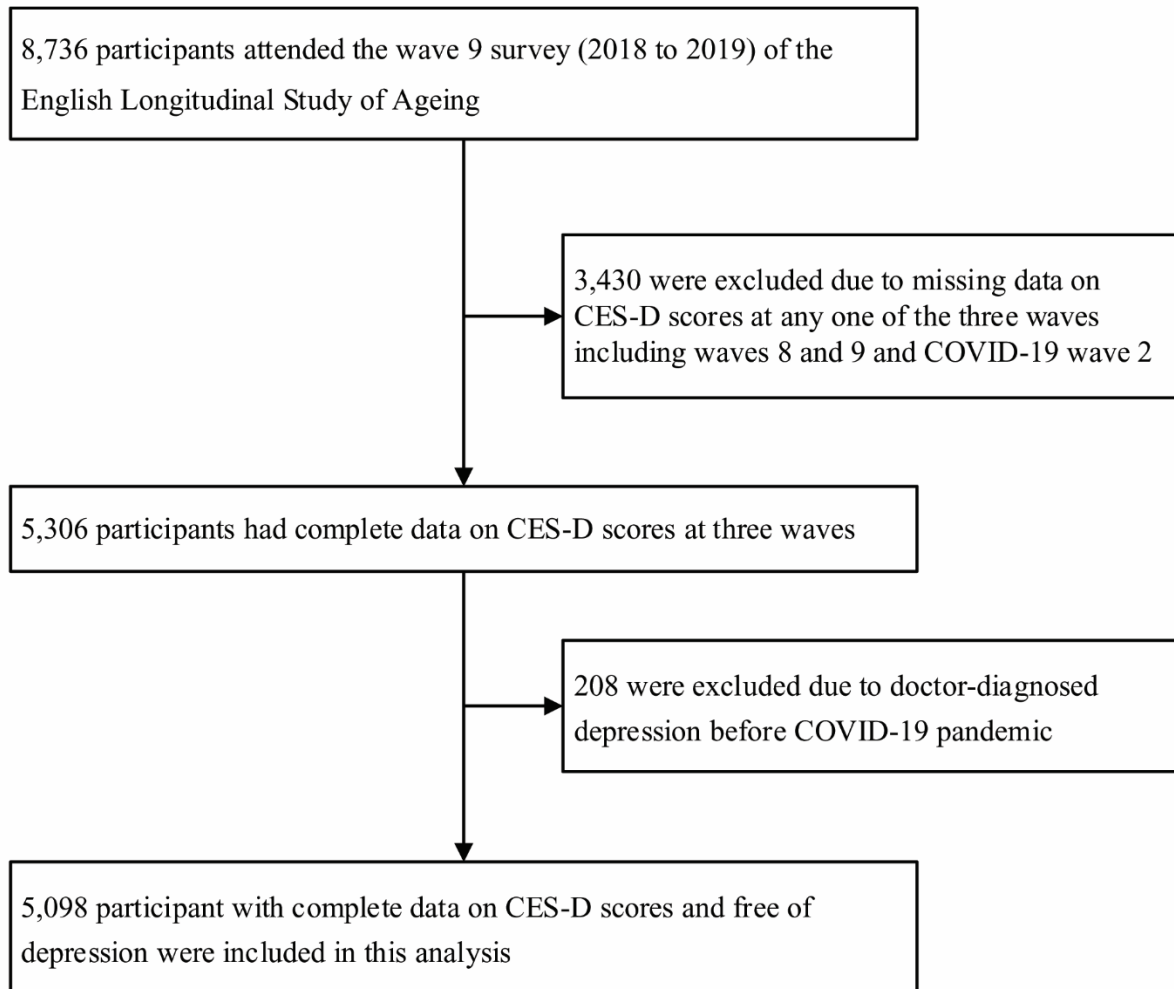 8,736 participants attended the wave 9 survey (2018 to 2019) of the
English Longitudinal Study of Ageing
3,430 were excluded due to missing data on
CES-D scores at any one of the three waves
including waves 8 and 9 and COVID-19 wave 2
5,306 participants had complete data on CES-D scores at three waves
208 were excluded due to doctor-diagnosed
depression before COVID-19 pandemic
5,098 participant with complete data on CES-D scores and free of
depression were included in this analysis